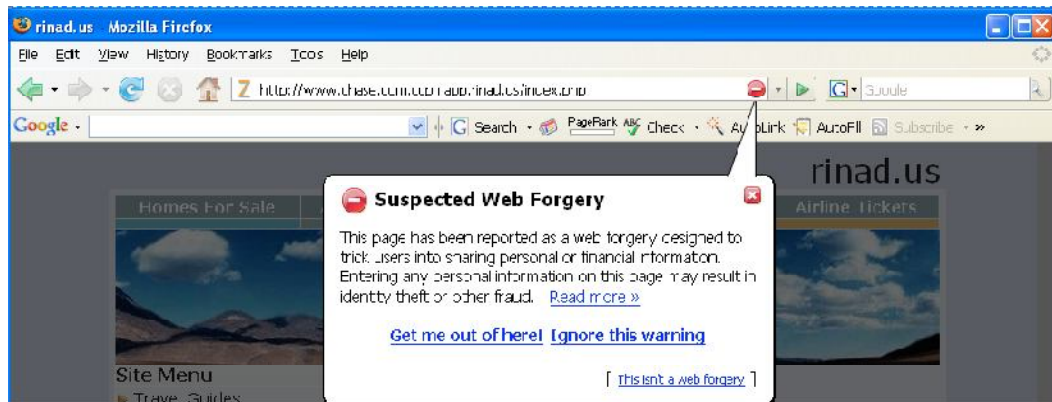 rinad.us Mozilla Firefox
File Edit View History Bookmarks Tools Help
G Google
Google Search PageRank ABC Check AutoLink AutoFill Subscribe »
rinad.us
Homes For Sale Airline Tickets
Suspected Web Forgery
This page has been reported as a web forgery designed to
trick users into sharing personal or financial information.
Entering any personal information on this page may result in
identity theft or other fraud. Read more »
Get me out of here! Ignore this warning
[ This isn't a web forgery ]
Site Menu
Travel Guides